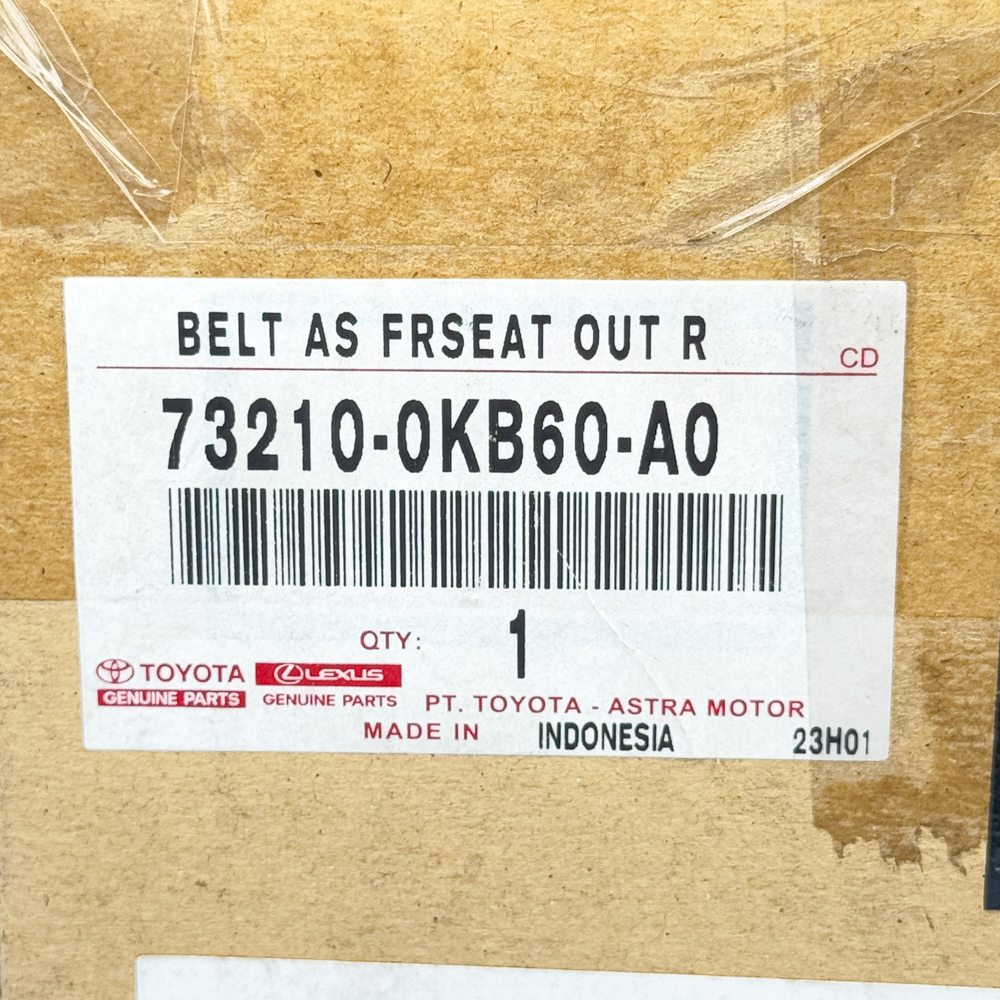 BELT AS FRSEAT OUT R
CD
73210-0KB60-A0
QTY: 1
TOYOTA LEXUS
GENUINE PARTS GENUINE PARTS PT. TOYOTA - ASTRA MOTOR
MADE IN INDONESIA 23H01